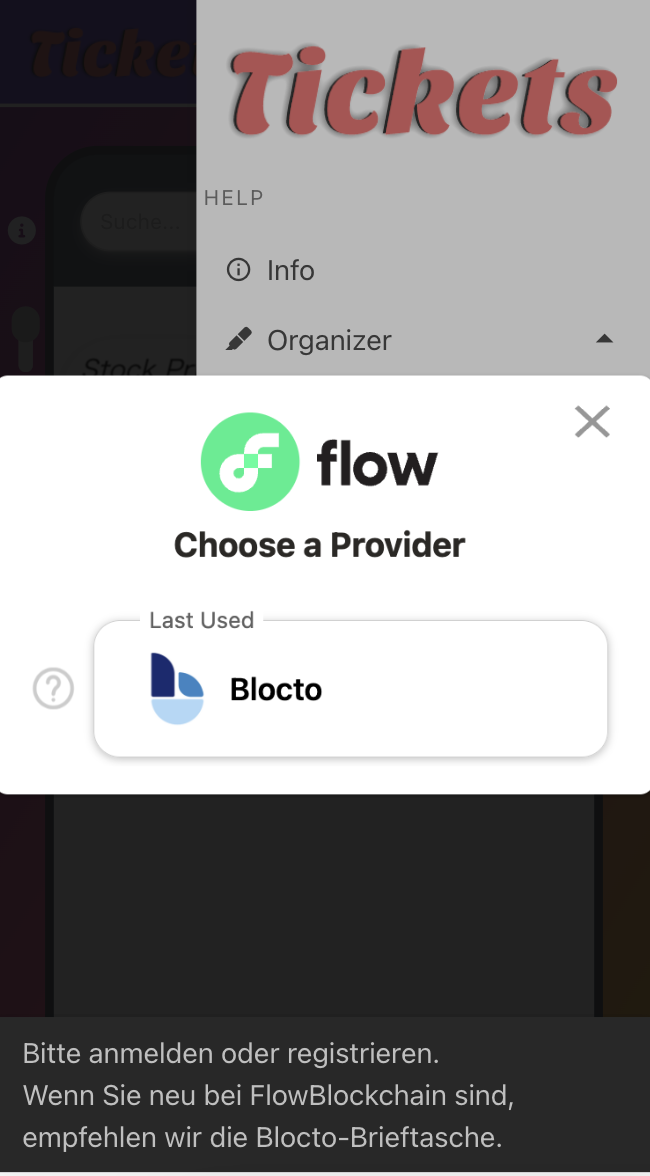 Ticke
Tickets
HELP
Suche...
Info
Organizer
Stock Pr
flow
Choose a Provider
Last Used
Blocto
Bitte anmelden oder registrieren.
Wenn Sie neu bei FlowBlockchain sind,
empfehlen wir die Blocto-Brieftasche.